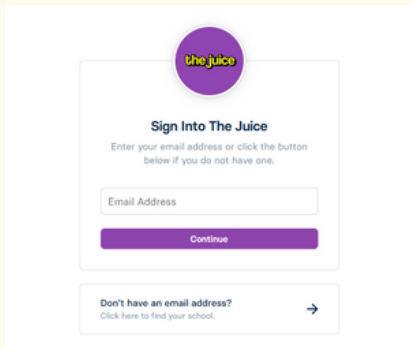 the juice
Sign Into The Juice
Enter your email address or click the button
below if you do not have one.
Email Address
Continue
Don't have an email address?
Click here to find your school.